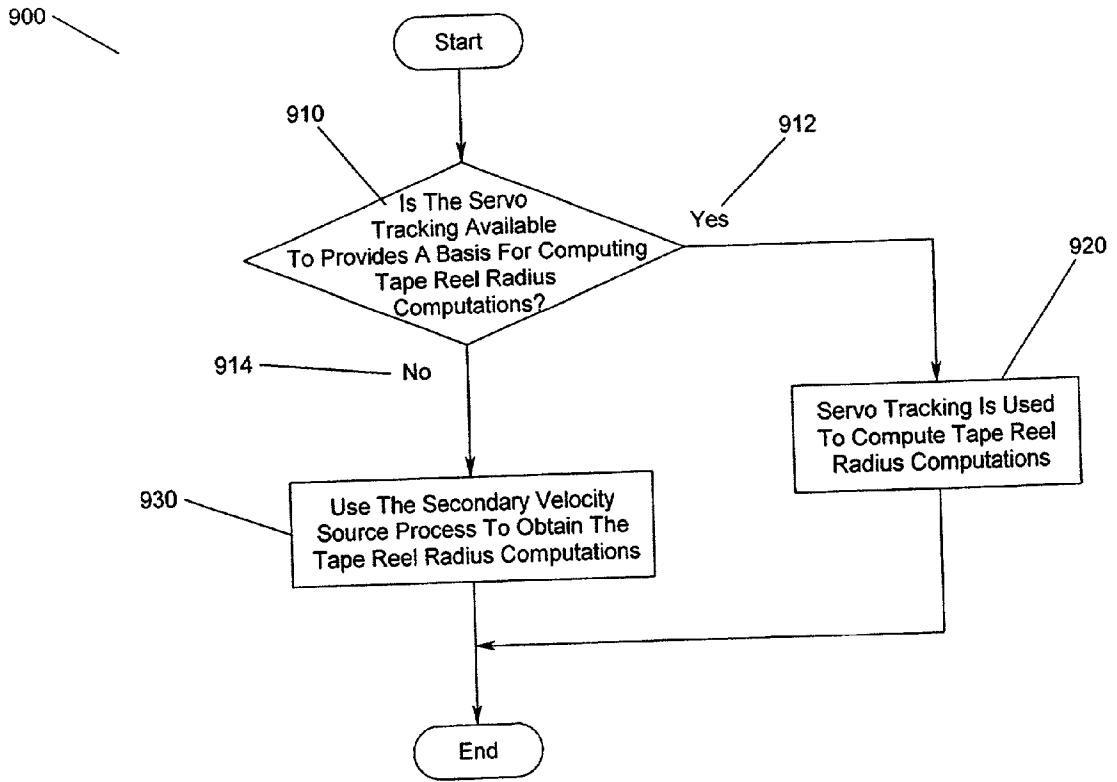 900
Start
910
912
Is The Servo
Tracking Available
To Provides A Basis For Computing
Tape Reel Radius
Computations?
Yes
920
914
No
Servo Tracking Is Used
To Compute Tape Reel
Radius Computations
930
Use The Secondary Velocity
Source Process To Obtain The
Tape Reel Radius Computations
End